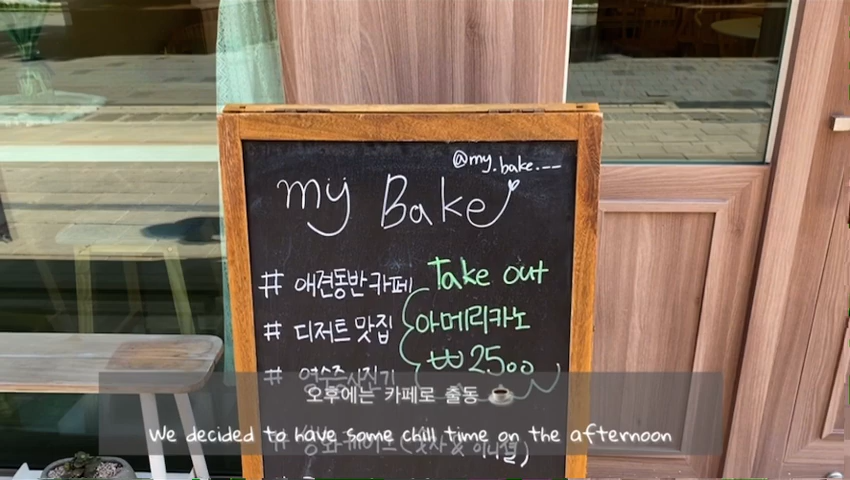 @my.bake.__
my Bake
# 애견동반 카페
Take out
# 디저트 맛집
아메리카노
₩2500
#
오후에는 카페로 출동 ☕
We decided to have some chill time on the afternoon